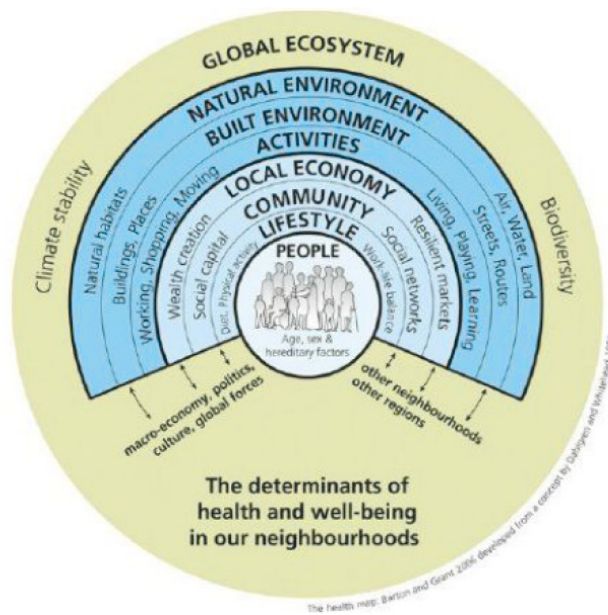 GLOBAL ECOSYSTEM
Climate stability
Biodiversity
NATURAL ENVIRONMENT
Natural habitats
Air, Water, Land
BUILT ENVIRONMENT
Buildings, Places
Streets, Routes
ACTIVITIES
Working, Shopping, Moving
Living, Playing, Learning
LOCAL ECONOMY
Wealth creation
Resilient markets
COMMUNITY
Social capital
Social networks
LIFESTYLE
Diet, Physical activity
Work-life balance
PEOPLE
Age, sex &
hereditary factors
macro-economy, politics,
culture, global forces
other neighbourhoods
other regions
The determinants of
health and well-being
in our neighbourhoods
The health map: Barton and Grant 2006 developed from a concept by Dahlgren and Whitehead,